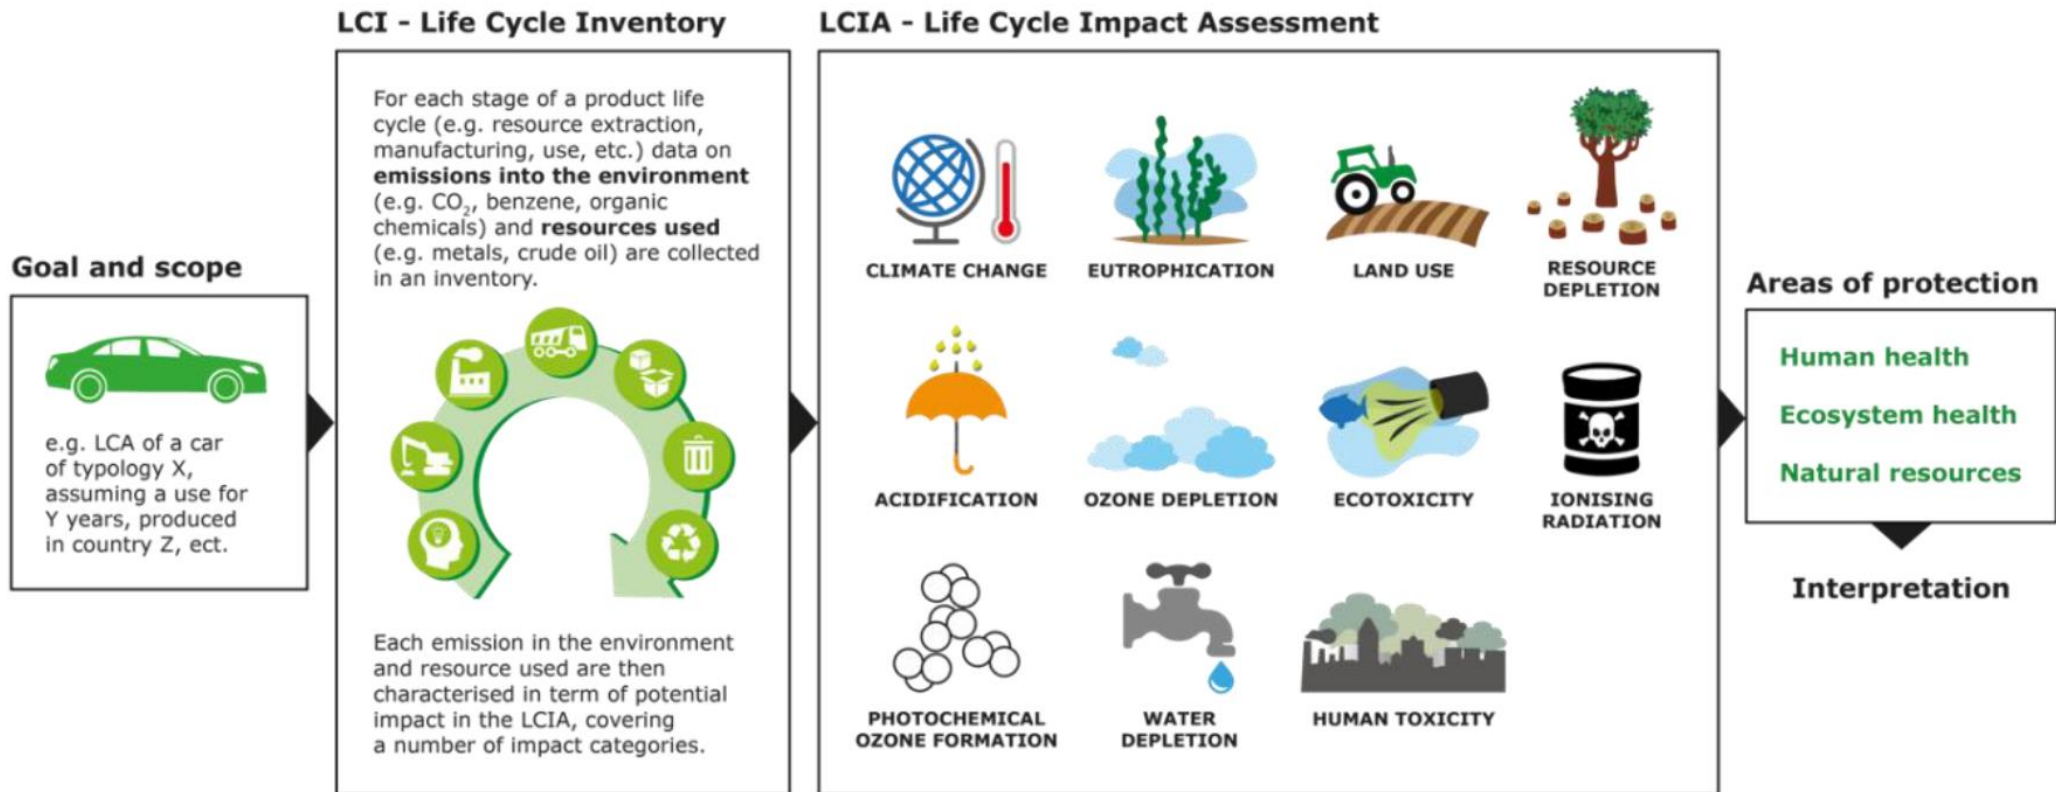 Goal and scope
e.g. LCA of a car
of typology X,
assuming a use for
Y years, produced
in country Z, ect.
LCI - Life Cycle Inventory
For each stage of a product life
cycle (e.g. resource extraction,
manufacturing, use, etc.) data on
emissions into the environment
(e.g. CO₂, benzene, organic
chemicals) and resources used
(e.g. metals, crude oil) are collected
in an inventory.
Each emission in the environment
and resource used are then
characterised in term of potential
impact in the LCIA, covering
a number of impact categories.
LCIA - Life Cycle Impact Assessment
CLIMATE CHANGE
EUTROPHICATION
LAND USE
RESOURCE
DEPLETION
ACIDIFICATION
OZONE DEPLETION
ECOTOXICITY
IONISING
RADIATION
PHOTOCHEMICAL
OZONE FORMATION
WATER
DEPLETION
HUMAN TOXICITY
Areas of protection
Human health
Ecosystem health
Natural resources
Interpretation